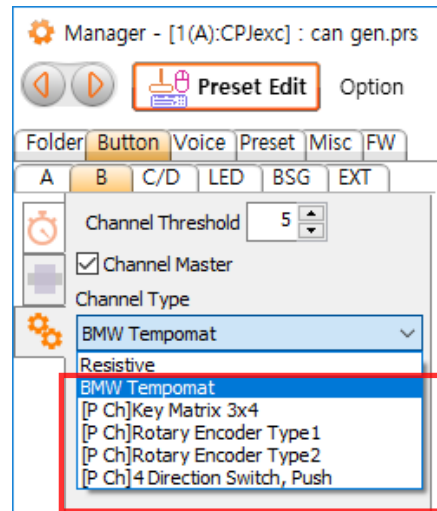 Manager - [1(A):CPJexc] : can gen.prs
Preset Edit Option
Folder Button Voice Preset Misc FW
A B C/D LED BSG EXT
Channel Threshold 5
Channel Master
Channel Type
BMW Tempomat
Resistive
BMW Tempomat
[P Ch]Key Matrix 3x4
[P Ch]Rotary Encoder Type1
[P Ch]Rotary Encoder Type2
[P Ch]4 Direction Switch, Push